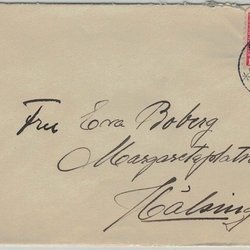 Fru Eva Boberg
Margaretaplatsen
Hälsing